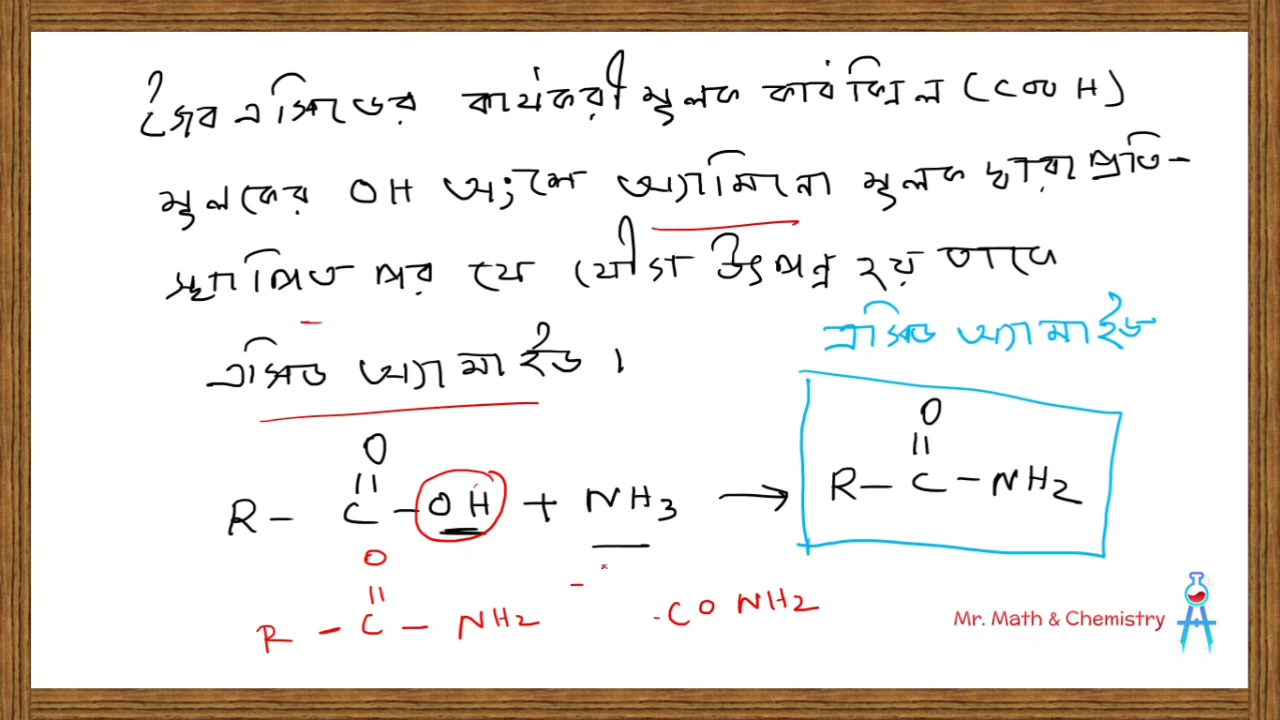 জৈব এসিডের কার্যকরী মূলক কার্বক্সিল (COOH)
মূলকের OH অংশে অ্যামিনো মূলক দ্বারা প্রতি-
স্থাপিত পর যে যৌগ উৎপন্ন হয় তাকে
এসিড অ্যামাইড ।
এসিড অ্যামাইড
O
||
R - C - OH + NH3 →
O
||
R - C - NH2
O
||
R - C - NH2
- CONH2
Mr. Math & Chemistry